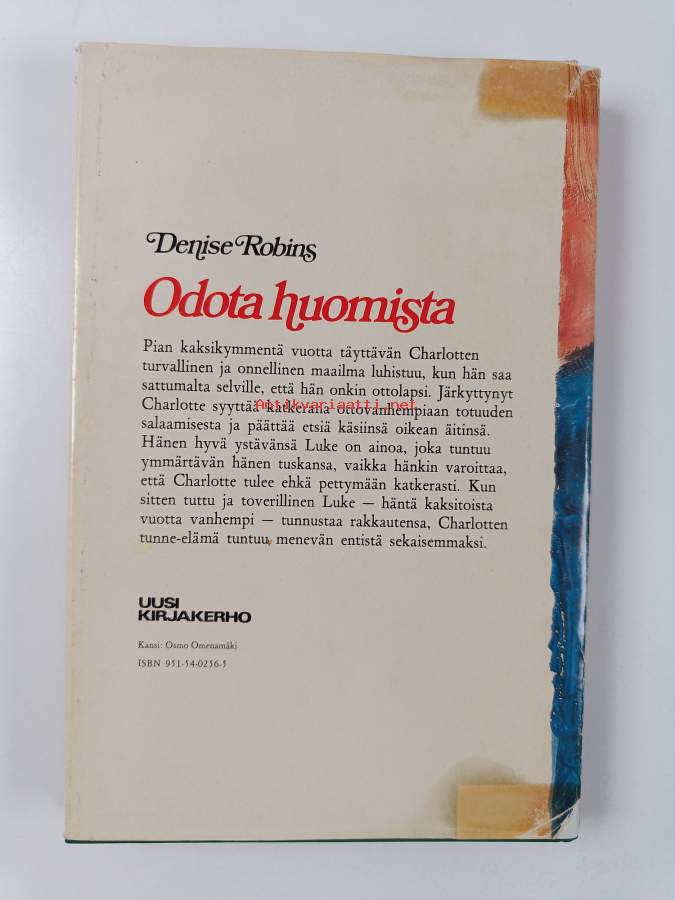 Denise Robins
Odota huomista
Pian kaksikymmentä vuotta täyttävän Charlotten
turvallinen ja onnellinen maailma luhistuu, kun hän saa
sattumalta selville, että hän onkin ottolapsi. Järkyttynyt
Charlotte syyttää katkerana ottovanhempiaan totuuden
Antikvariaatti.net
salaamisesta ja päättää etsiä käsiinsä oikean äitinsä.
Hänen hyvä ystävänsä Luke on ainoa, joka tuntuu
ymmärtävän hänen tuskansa, vaikka hänkin varoittaa,
että Charlotte tulee ehkä pettymään katkerasti. Kun
sitten tuttu ja toverillinen Luke — häntä kaksitoista
vuotta vanhempi — tunnustaa rakkautensa, Charlotten
tunne-elämä tuntuu menevän entistä sekaisemmaksi.
UUSI
KIRJAKERHO
Kansi: Osmo Omenamäki
ISBN 951-54-0256-5